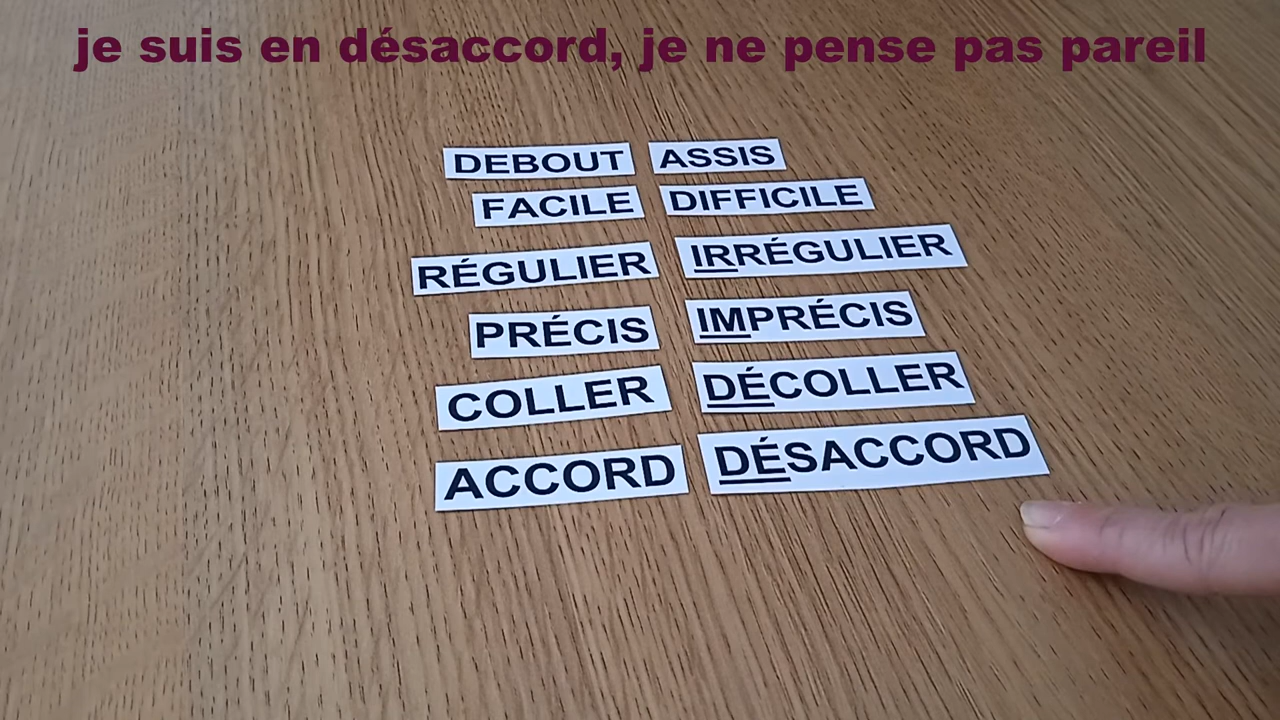 je suis en désaccord, je ne pense pas pareil
DEBOUT ASSIS
FACILE DIFFICILE
RÉGULIER IRRÉGULIER
PRÉCIS IMPRÉCIS
COLLER DÉCOLLER
ACCORD DÉSACCORD